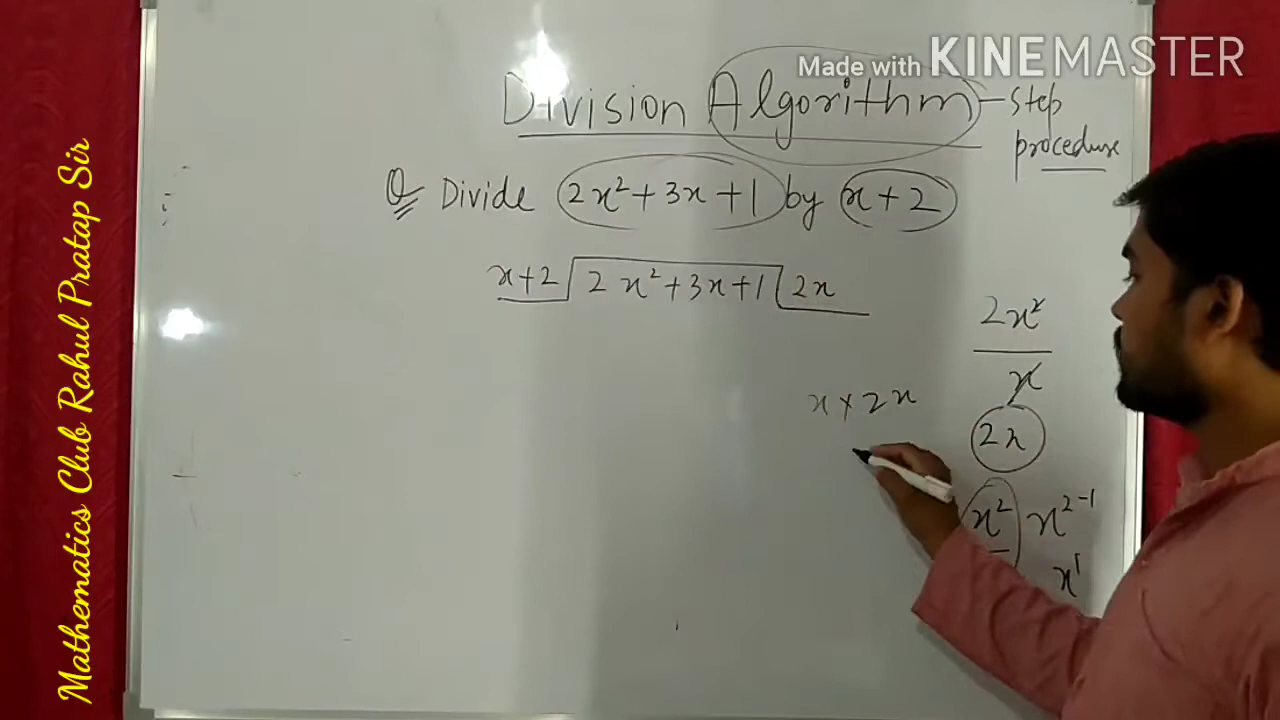 Made with KINEMASTER
Division Algorithm - Step
procedure
Q Divide 2x²+3x+1 by x+2
x+2 2x²+3x+1 2x
2x²
x
x × 2x
2x
x² x²⁻¹
x¹
Mathematics Club Rahul Pratap Sir